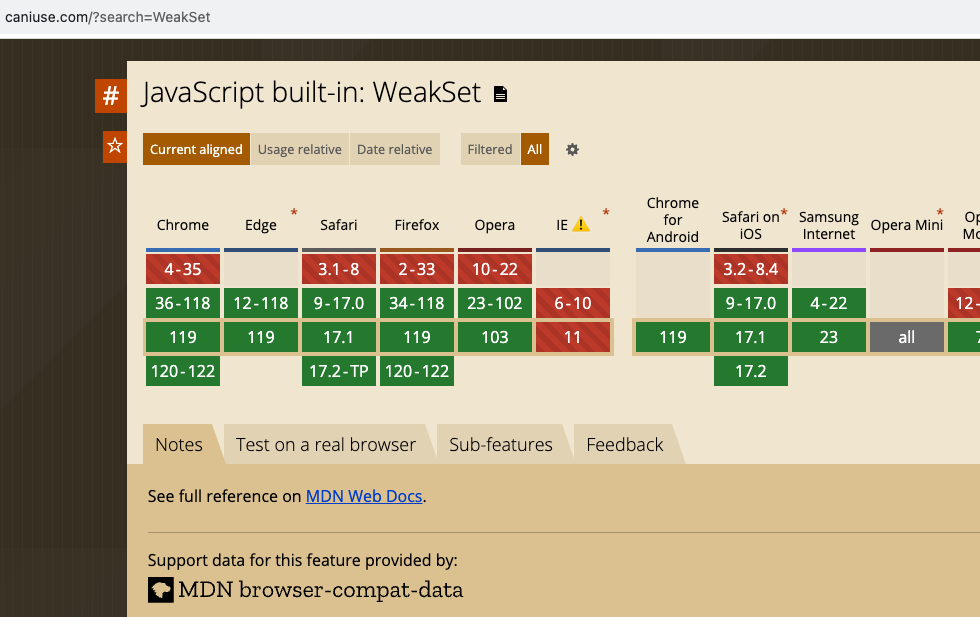 caniuse.com/?search=WeakSet
#
JavaScript built-in: WeakSet
Current aligned Usage relative Date relative Filtered All
Chrome Edge * Safari Firefox Opera IE * Chrome for Android Safari on iOS * Samsung Internet Opera Mini *
4-35 3.1-8 2-33 10-22 3.2-8.4
36-118 12-118 9-17.0 34-118 23-102 6-10 9-17.0 4-22 12-
119 119 17.1 119 103 11 119 17.1 23 all
120-122 17.2-TP 120-122 17.2
Notes Test on a real browser Sub-features Feedback
See full reference on MDN Web Docs.
Support data for this feature provided by:
MDN browser-compat-data